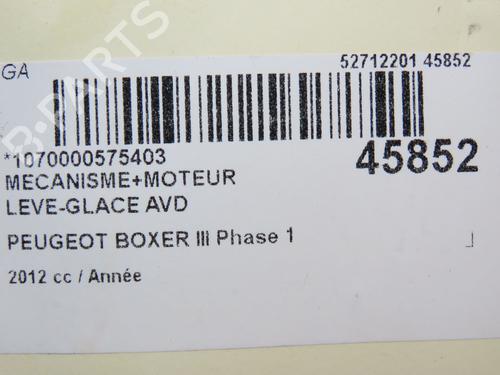 GA
52712201 45852
*1070000575403
45852
MECANISME+MOTEUR
LEVE-GLACE AVD
PEUGEOT BOXER III Phase 1
2012 cc / Année
B-PARTS